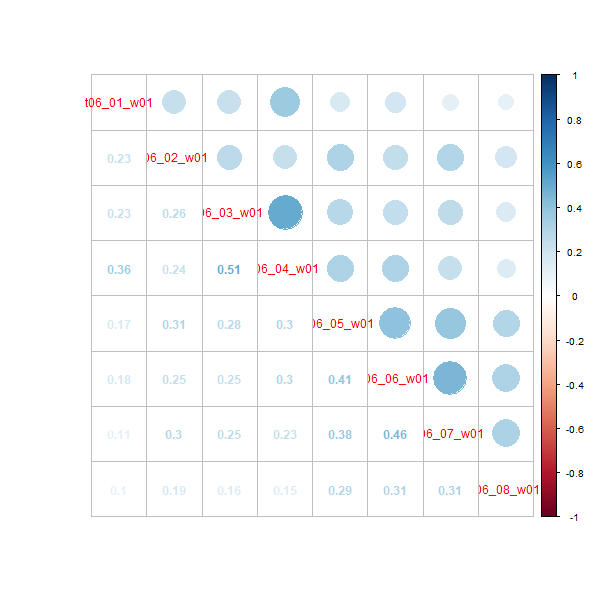 t06_01_w01
0.23 06_02_w01
0.23 0.26 06_03_w01
0.36 0.24 0.51 06_04_w01
0.17 0.31 0.28 0.3 06_05_w01
0.18 0.25 0.25 0.3 0.41 06_06_w01
0.11 0.3 0.25 0.23 0.38 0.46 06_07_w01
0.1 0.19 0.16 0.15 0.29 0.31 0.31 06_08_w01
1
0.8
0.6
0.4
0.2
0
-0.2
-0.4
-0.6
-0.8
-1